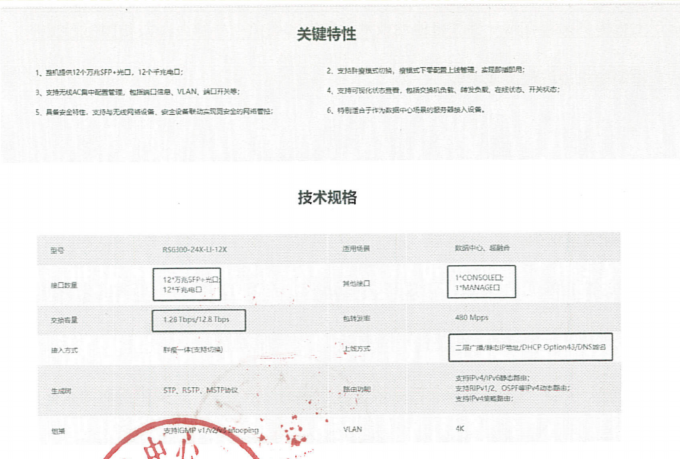 关键特性
1、整机提供12个万兆SFP+光口，12个千兆电口；
2、支持胖瘦模式切换，瘦模式下零配置上线管理，实现即插即用；
3、支持无线AC集中配置管理，包括端口信息、VLAN、端口开关等；
4、支持可视化状态查看，包括交换机负载、转发负载、在线状态、开关状态；
5、具备安全特性，支持与无线网络设备、安全设备联动实现更安全的网络管控；
6、特别适合于作为数据中心场景的服务器接入设备。
技术规格
型号 RS6300-24X-LI-12X 适用场景 数据中心、超融合
接口数量 12*万兆SFP+光口; 其他接口 1*CONSOLE口;
12*千兆电口 1*MANAGE口
交换容量 1.28 Tbps/12.8 Tbps 包转发率 480 Mpps
接入方式 胖瘦一体(支持切换) 上线方式 二层广播/静态IP地址/DHCP Option43/DNS域名
生成树 STP、RSTP、MSTP协议 路由功能 支持IPv4/IPv6静态路由；
支持RIPv1/2、OSPF等IPv4动态路由；
支持IPv4策略路由；
组播 支持IGMP v1/v2/v3 snooping VLAN 4K
中心